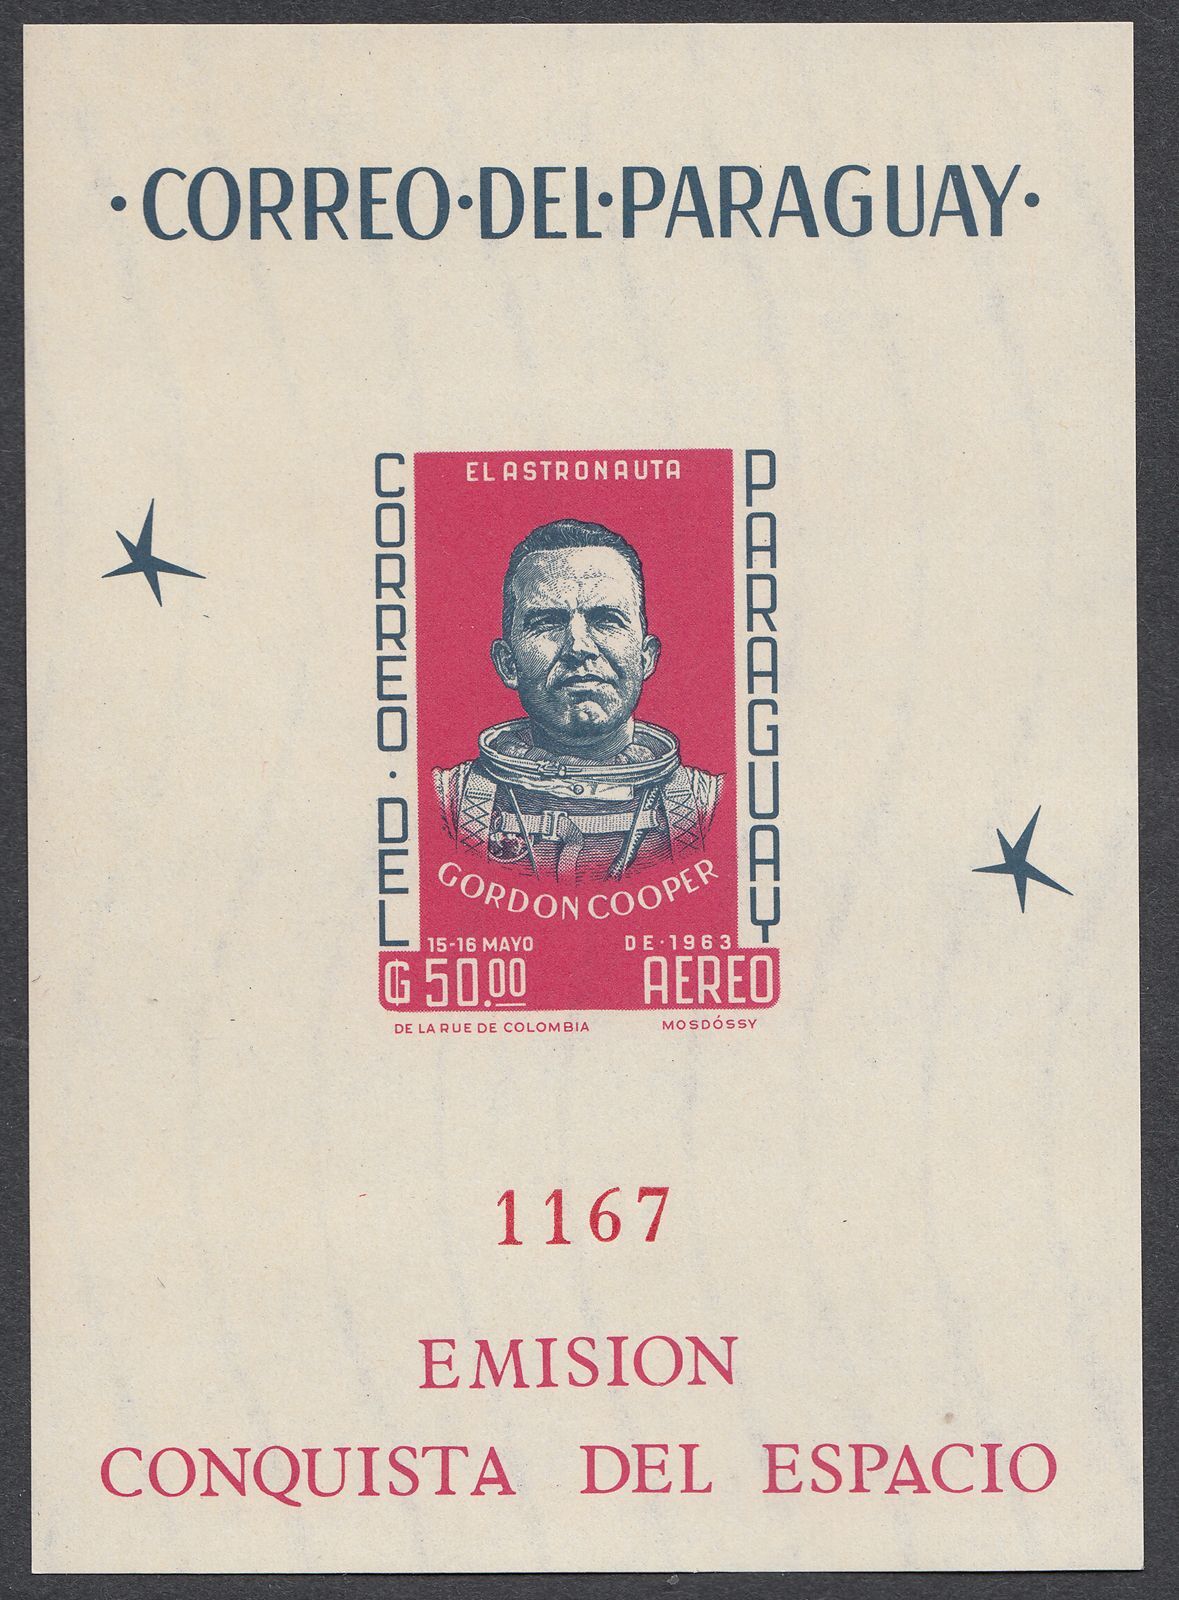 ·CORREO·DEL·PARAGUAY·
EL ASTRONAUTA
CORREO·DEL
PARAGUAY
GORDON COOPER
15-16 MAYO DE·1963
₲ 50.00 AEREO
DE LA RUE DE COLOMBIA MOSDÓSSY
1167
EMISION
CONQUISTA DEL ESPACIO